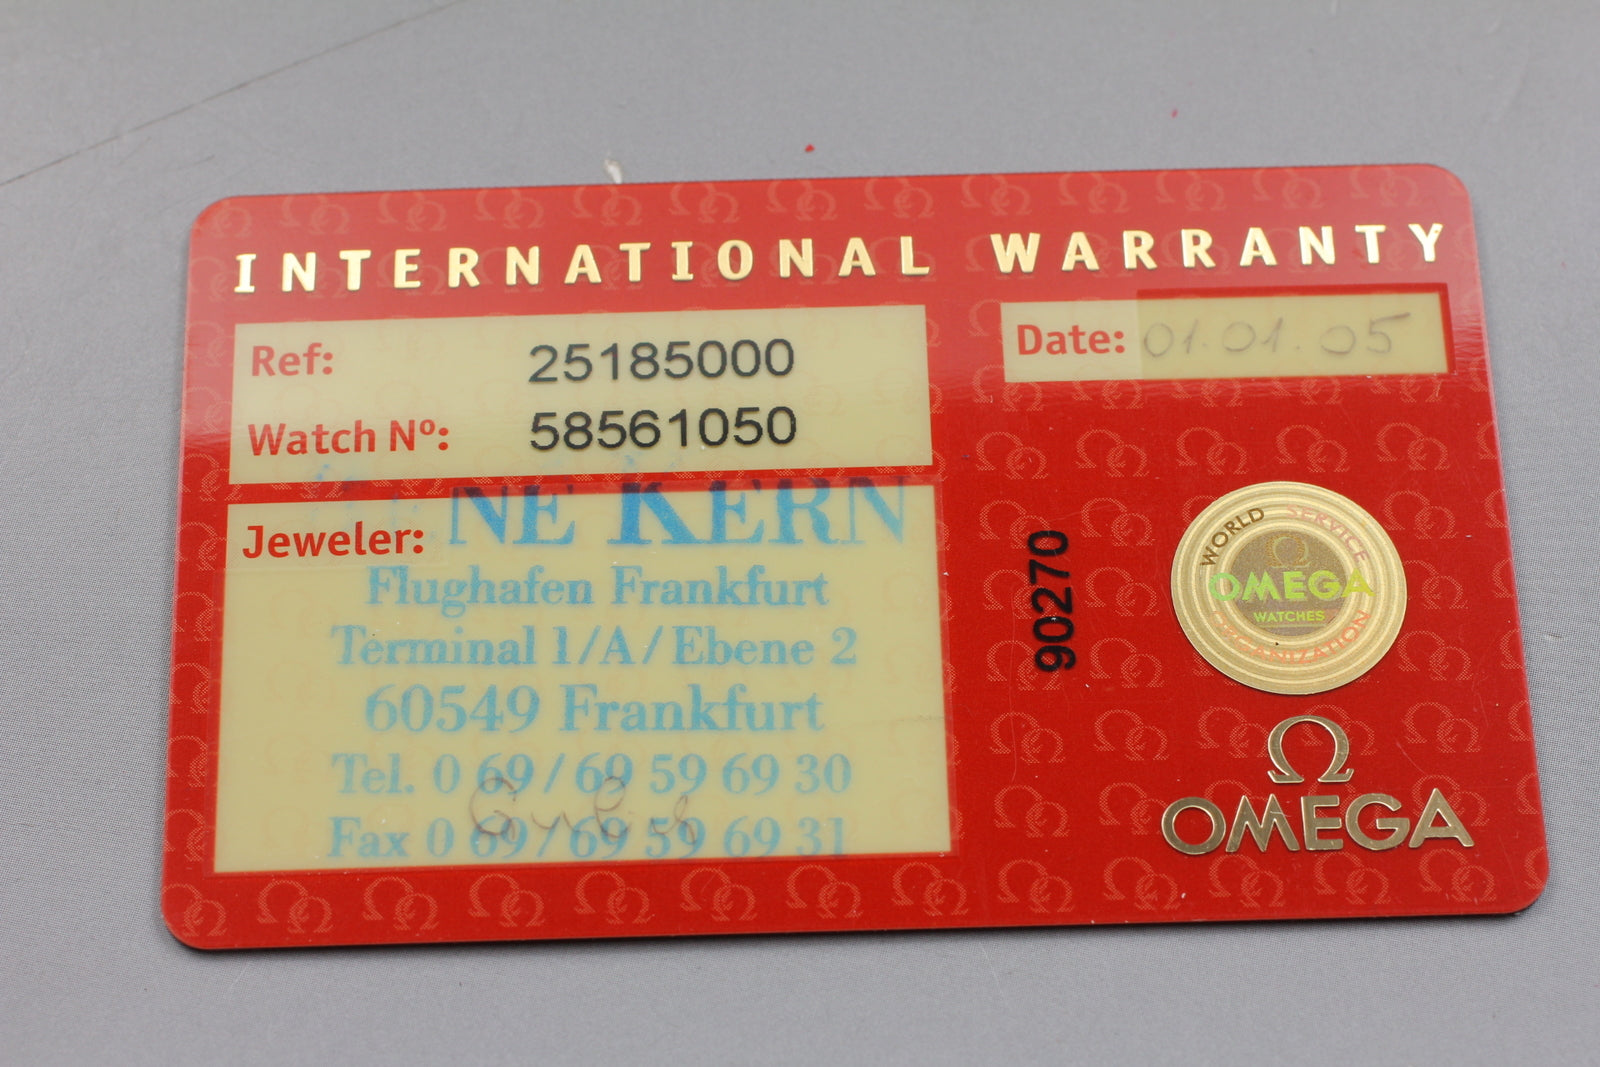 INTERNATIONAL WARRANTY
Ref: 25185000
Watch Nº: 58561050
Date: 01.01.05
Jeweler:
KERN
Flughafen Frankfurt
Terminal 1/A/Ebene 2
60549 Frankfurt
Tel. 0 69/69 59 69 30
Fax 0 69/69 59 69 31
90270
WORLD SERVICE ORGANIZATION
OMEGA
WATCHES
OMEGA